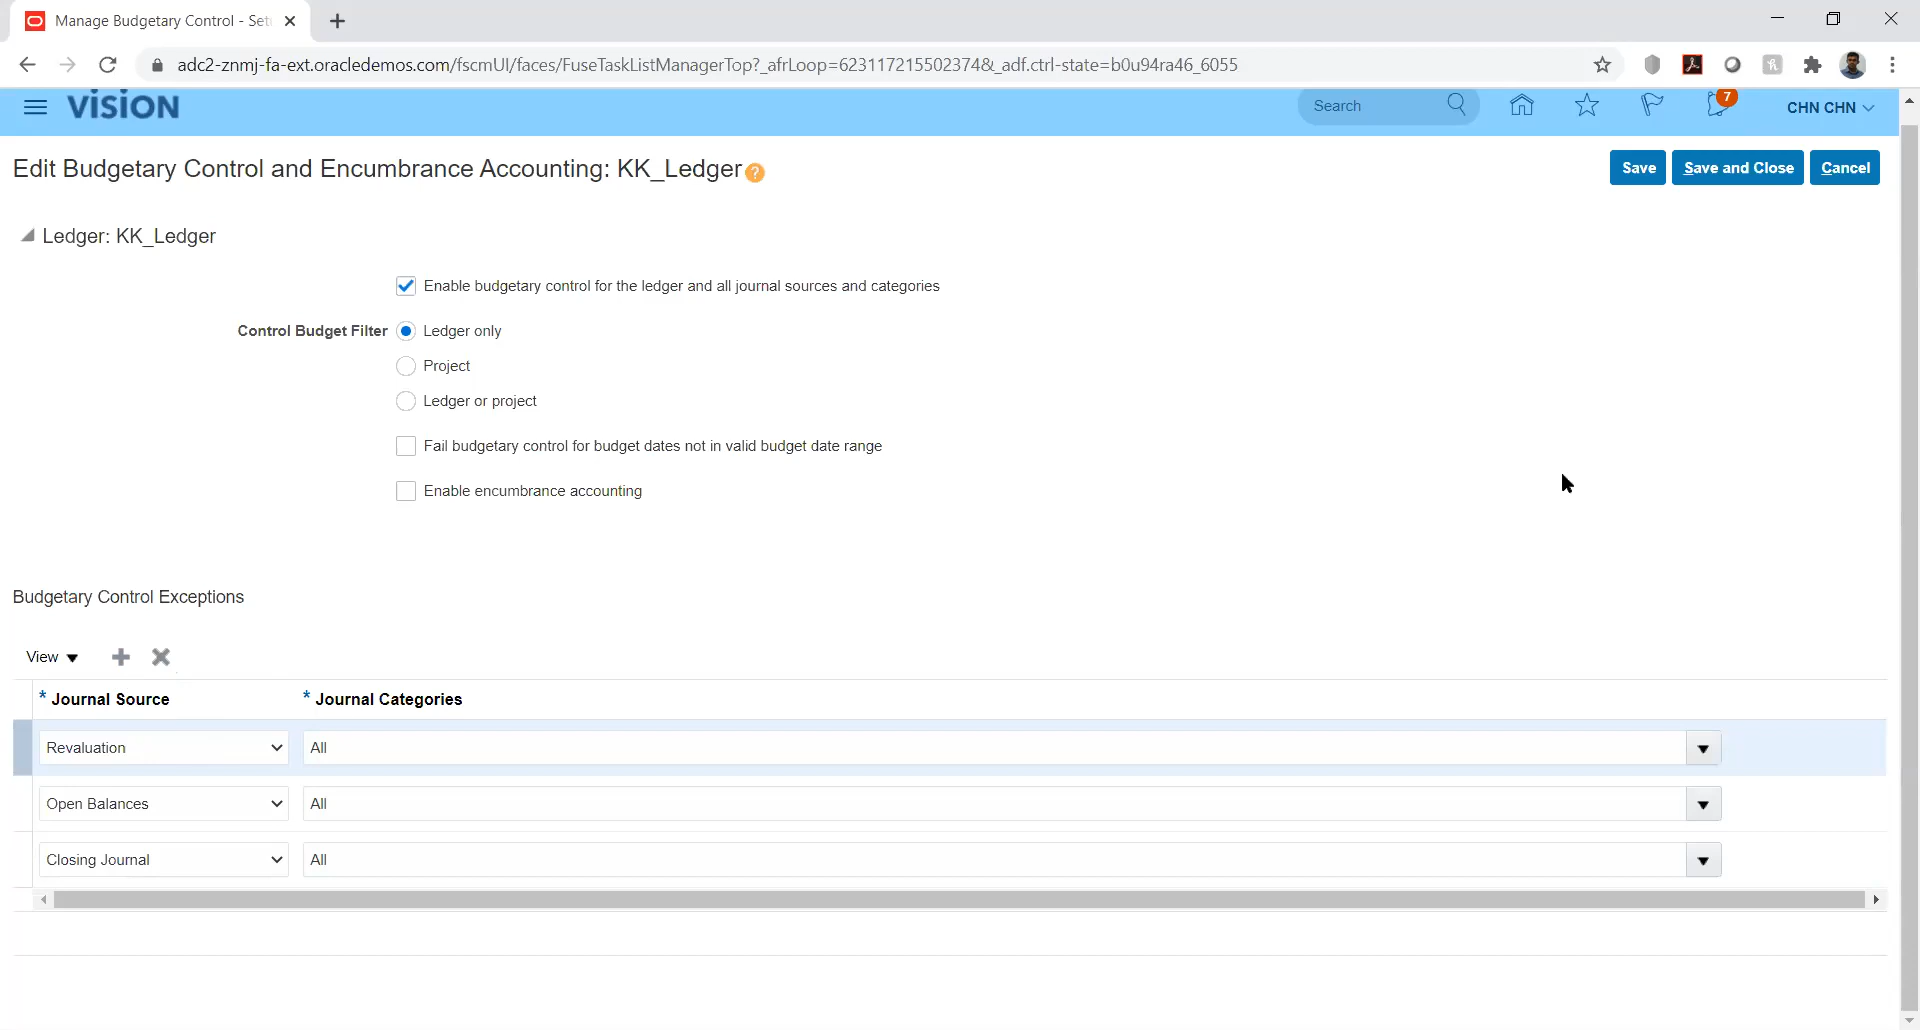 Manage Budgetary Control - Set
adc2-znmj-fa-ext.oracledemos.com/fscmUI/faces/FuseTaskListManagerTop?_afrLoop=62311721550237​4&_adf.ctrl-state=b0u94ra46_6055
VISION
Search
7
CHN CHN
Edit Budgetary Control and Encumbrance Accounting: KK_Ledger ?
Save
Save and Close
Cancel
Ledger: KK_Ledger
Enable budgetary control for the ledger and all journal sources and categories
Control Budget Filter Ledger only
Project
Ledger or project
Fail budgetary control for budget dates not in valid budget date range
Enable encumbrance accounting
Budgetary Control Exceptions
View
* Journal Source * Journal Categories
Revaluation All
Open Balances All
Closing Journal All